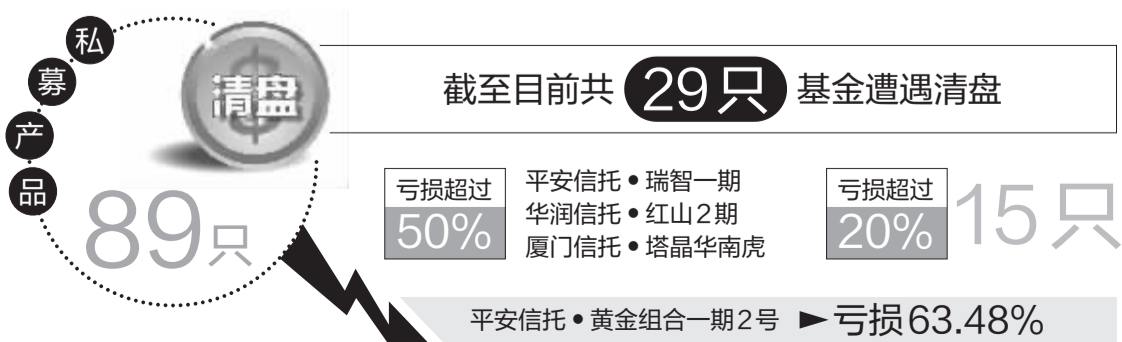 私募产品
清盘
89只
截至目前共 29只 基金遭遇清盘
亏损超过
50%
平安信托•瑞智一期
华润信托•红山2期
厦门信托•塔晶华南虎
亏损超过
20%
15只
平安信托•黄金组合一期2号 ►亏损63.48%